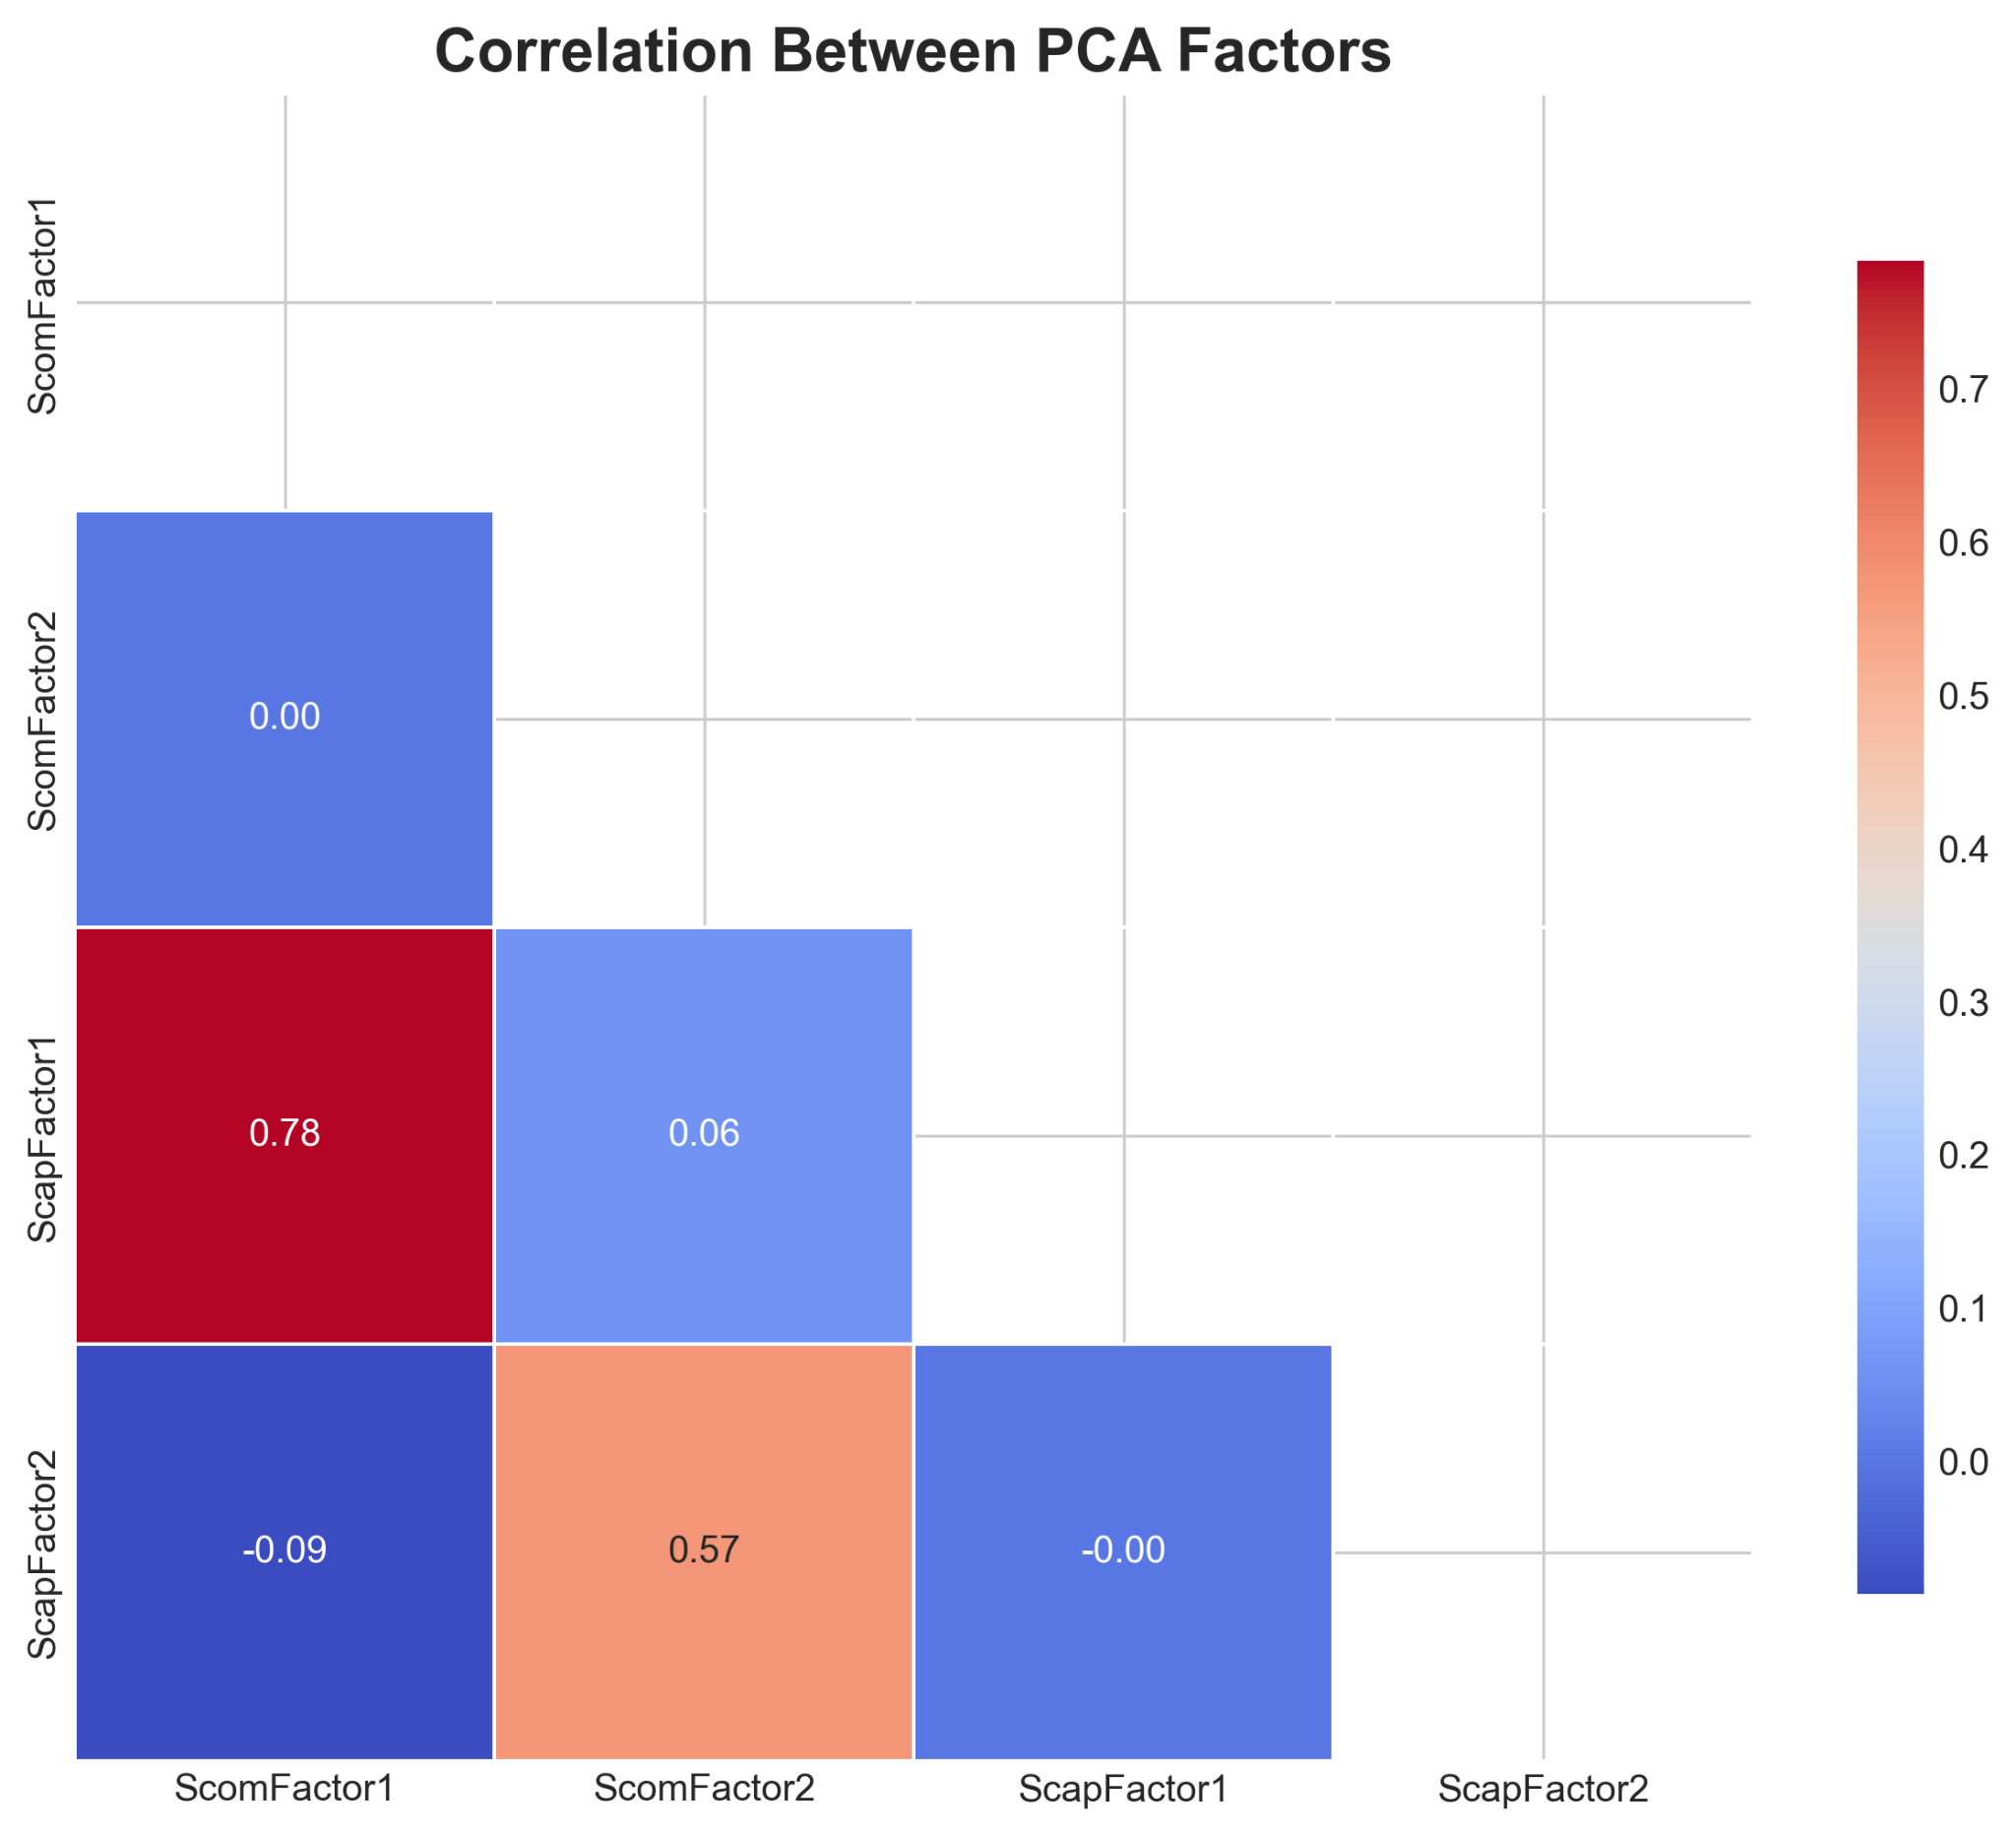 Correlation Between PCA Factors
ScomFactor1
ScomFactor2
ScapFactor1
ScapFactor2
0.00
0.78 0.06
-0.09 0.57 -0.00
ScomFactor1 ScomFactor2 ScapFactor1 ScapFactor2
0.7
0.6
0.5
0.4
0.3
0.2
0.1
0.0